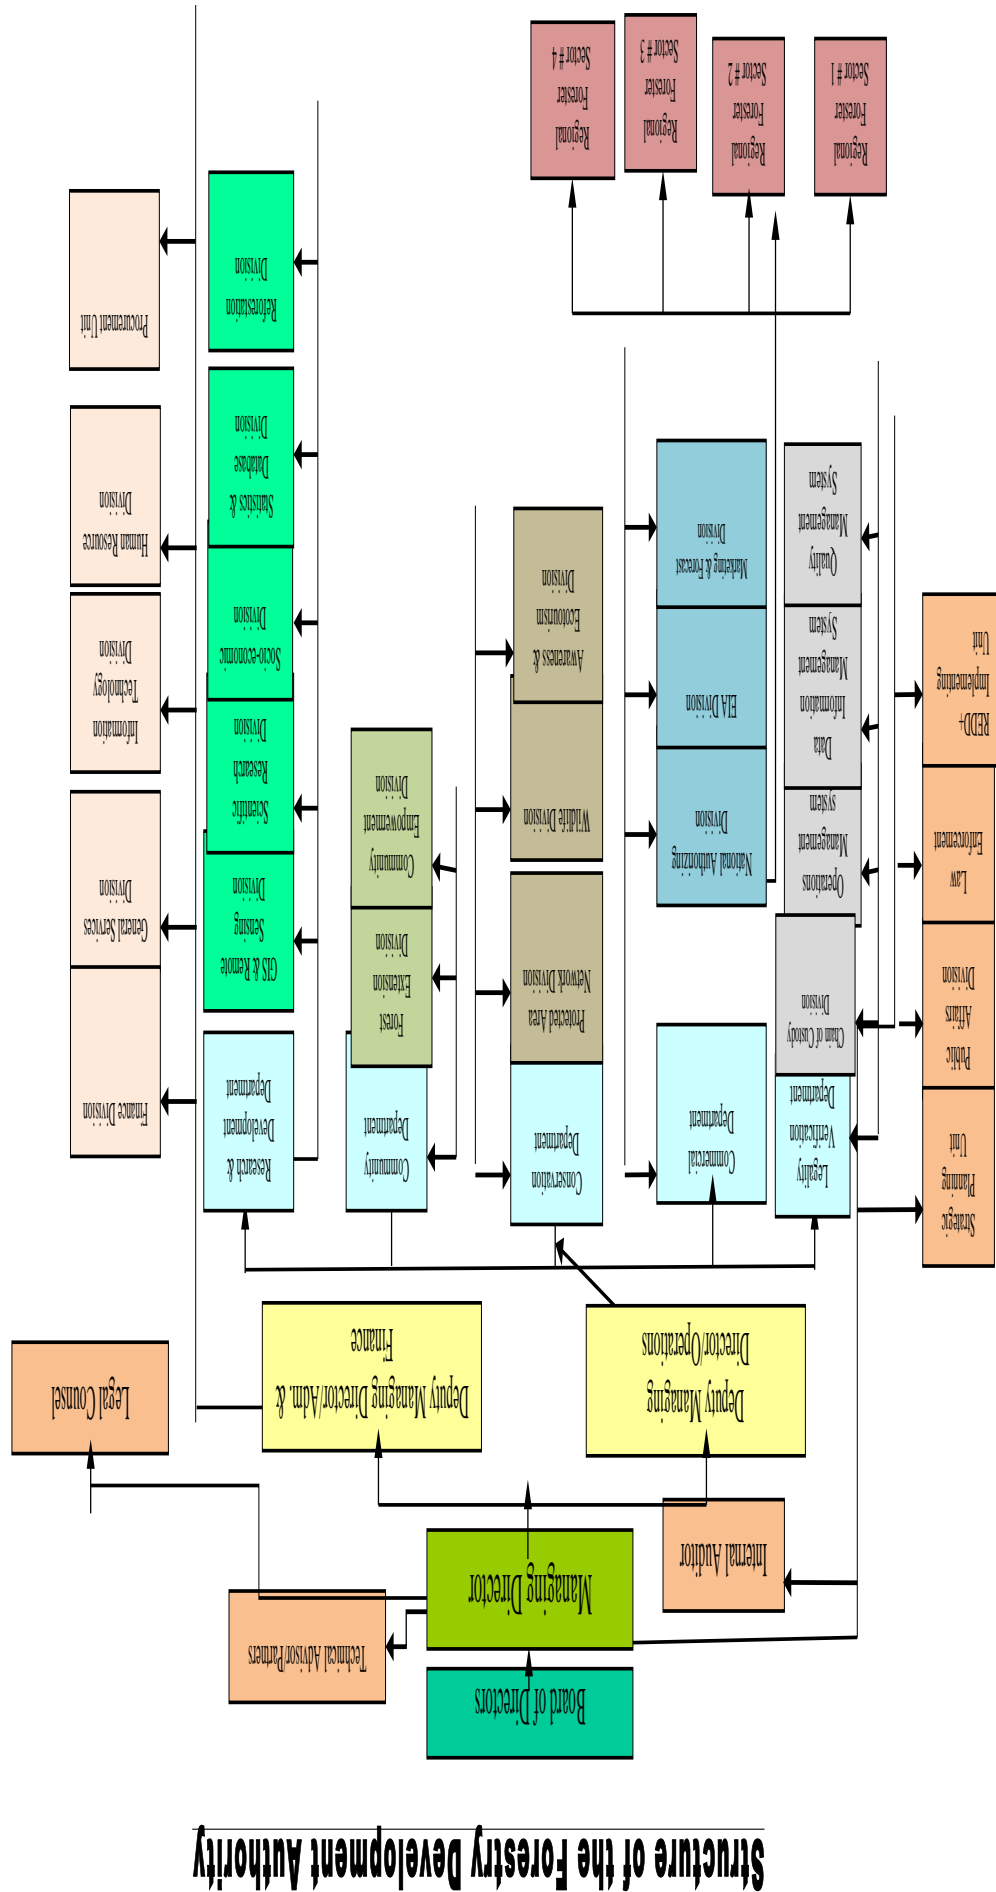 Structure of the Forestry Development Authority
Board of Directors
Technical Advisor/Partners
Managing Director
Internal Auditor
Legal Counsel
Deputy Managing
Director/Operations
Deputy Managing Director/Adm. &
Finance
Strategic
Planning
Unit
Public
Affairs
Division
Law
Enforcement
REDD+
Implementing
Unit
Legality
Verification
Department
Chain of Custody
Division
Operations
Management
system
Data
Information
Management
System
Quality
Management
System
Commercial
Department
National Authorizing
Division
EIA Division
Marketing & Forecast
Division
Conservation
Department
Protected Area
Network Division
Wildlife Division
Awareness &
Ecotourism
Division
Community
Department
Forest
Extension
Division
Community
Empowerment
Division
Research &
Development
Department
GIS & Remote
Sensing
Division
Scientific
Research
Division
Socio-economic
Division
Statistics &
Database
Division
Reforestation
Division
Finance Division
General Services
Division
Information
Technology
Division
Human Resource
Division
Procurement Unit
Regional
Forester
Sector # 1
Regional
Forester
Sector # 2
Regional
Forester
Sector # 3
Regional
Forester
Sector # 4